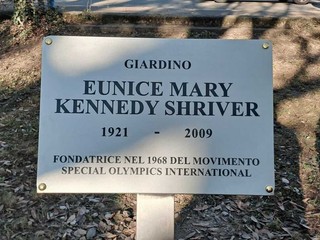 GIARDINO
EUNICE MARY
KENNEDY SHRIVER
1921 - 2009
FONDATRICE NEL 1968 DEL MOVIMENTO
SPECIAL OLYMPICS INTERNATIONAL